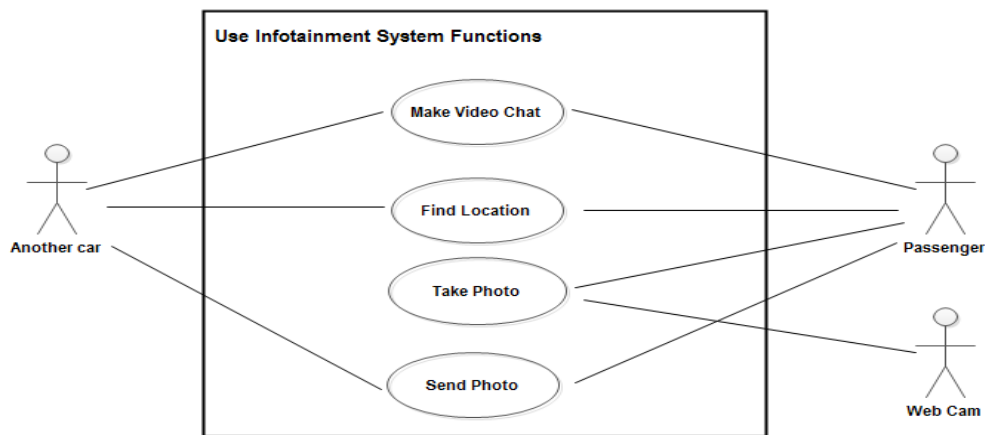 Use Infotainment System Functions
Make Video Chat
Find Location
Another car
Passenger
Take Photo
Send Photo
Web Cam